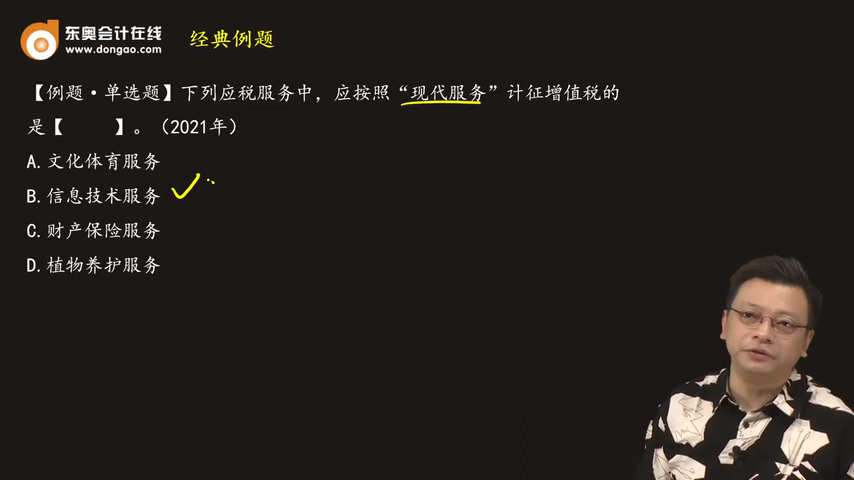 东奥会计在线
www.dongao.com
经典例题
【例题·单选题】下列应税服务中，应按照“现代服务”计征增值税的
是【 】。（2021年）
A.文化体育服务
B.信息技术服务
C.财产保险服务
D.植物养护服务